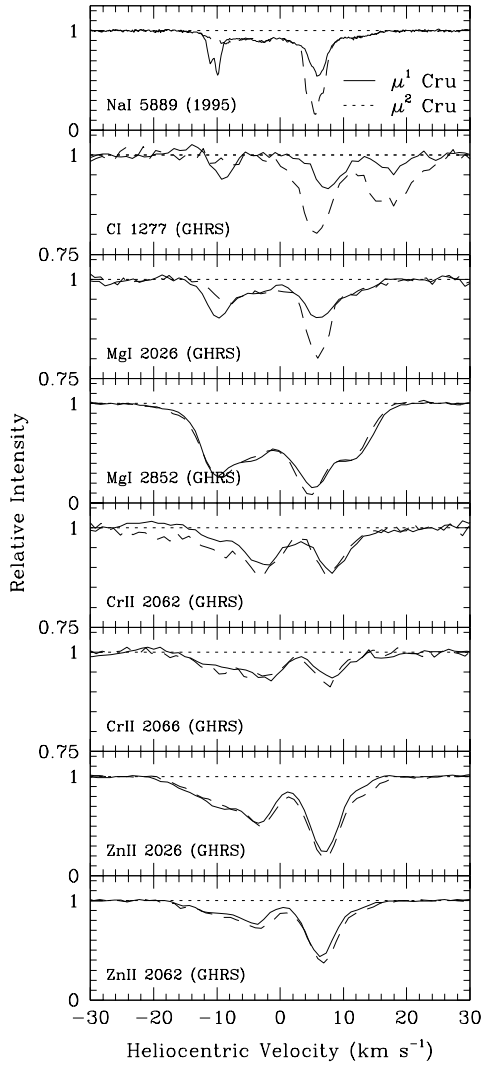 1
μ¹ Cru
μ² Cru
NaI 5889 (1995)
0
1
CI 1277 (GHRS)
0.75
1
MgI 2026 (GHRS)
0.75
1
MgI 2852 (GHRS)
0
1
CrII 2062 (GHRS)
0.75
1
CrII 2066 (GHRS)
0.75
1
ZnII 2026 (GHRS)
0
1
ZnII 2062 (GHRS)
0
−30 −20 −10 0 10 20 30
Heliocentric Velocity (km s⁻¹)
Relative Intensity